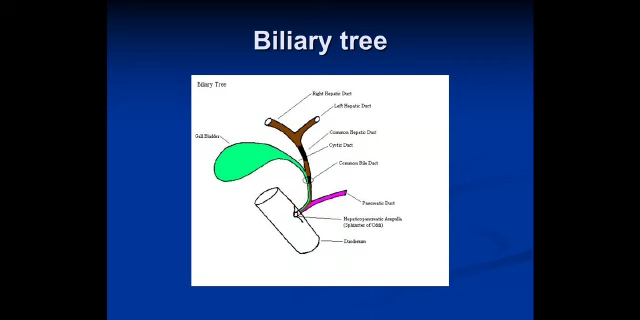 Biliary tree
Biliary Tree
Right Hepatic Duct
Left Hepatic Duct
Common Hepatic Duct
Gall Bladder
Cystic Duct
Common Bile Duct
Pancreatic Duct
Hepaticopancreatic Ampulla
(Sphincter of Oddi)
Duodenum